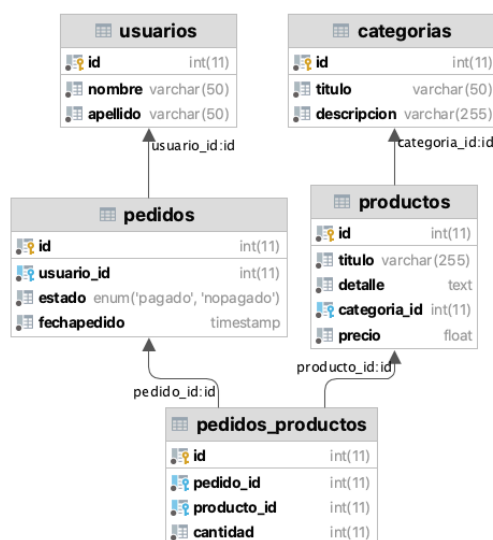 usuarios
id int(11)
nombre varchar(50)
apellido varchar(50)
categorias
id int(11)
titulo varchar(50)
descripcion varchar(255)
usuario_id:id
categoria_id:id
pedidos
id int(11)
usuario_id int(11)
estado enum('pagado', 'nopagado')
fechapedido timestamp
productos
id int(11)
titulo varchar(255)
detalle text
categoria_id int(11)
precio float
pedido_id:id
producto_id:id
pedidos_productos
id int(11)
pedido_id int(11)
producto_id int(11)
cantidad int(11)